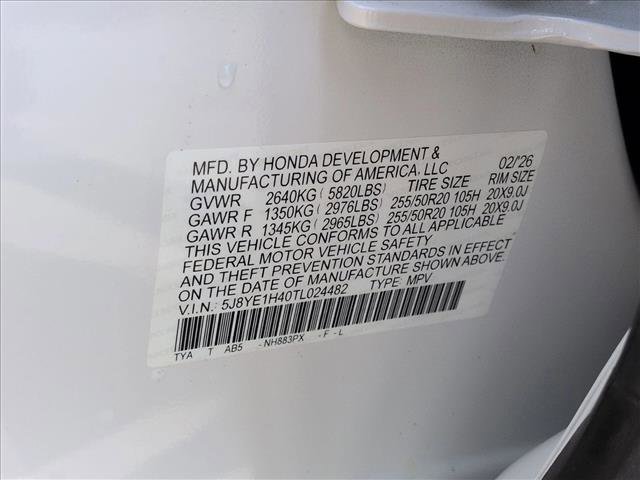 MFD. BY HONDA DEVELOPMENT & 02/26
MANUFACTURING OF AMERICA, LLC
GVWR 2640KG ( 5820LBS) TIRE SIZE RIM SIZE
GAWR F 1350KG ( 2976LBS) 255/50R20 105H 20X9.0J
GAWR R 1345KG ( 2965LBS) 255/50R20 105H 20X9.0J
THIS VEHICLE CONFORMS TO ALL APPLICABLE
FEDERAL MOTOR VEHICLE SAFETY
AND THEFT PREVENTION STANDARDS IN EFFECT
ON THE DATE OF MANUFACTURE SHOWN ABOVE.
V.I.N.: 5J8YE1H40TL024482 TYPE: MPV
TYA T AB5 -NH883PX -F-L